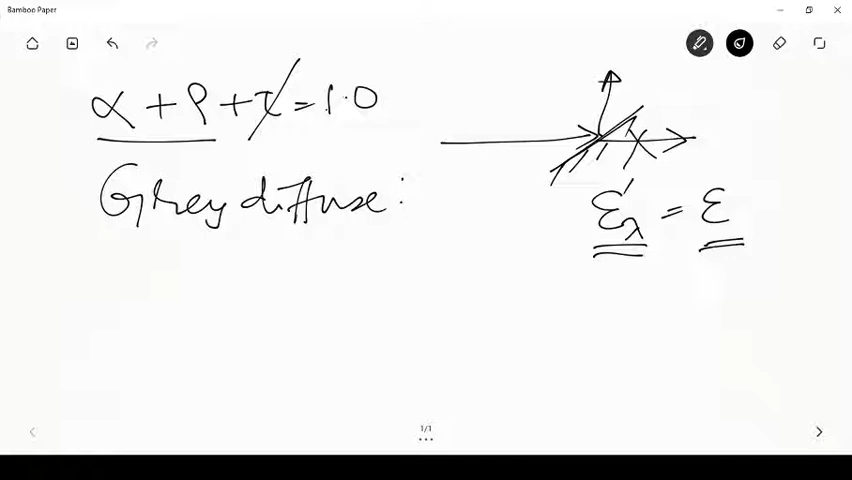 Bamboo Paper
α + ρ + τ = 1.0
Grey diffuse :
ε'λ = ε
1/1